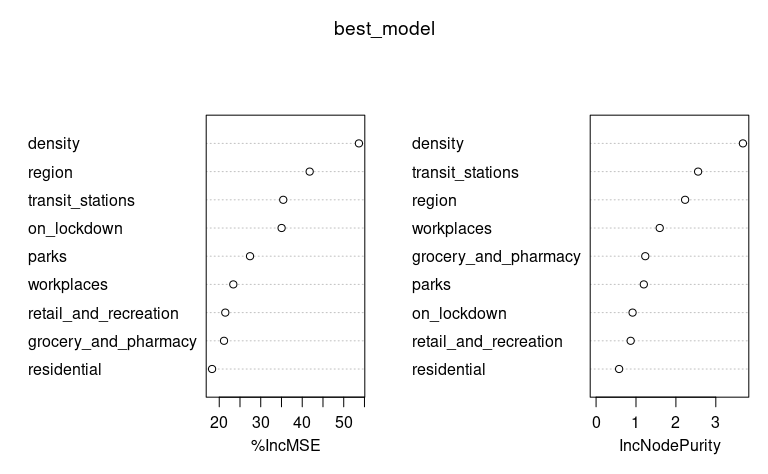 best_model
density
region
transit_stations
on_lockdown
parks
workplaces
retail_and_recreation
grocery_and_pharmacy
residential
20 30 40 50
%IncMSE
density
transit_stations
region
workplaces
grocery_and_pharmacy
parks
on_lockdown
retail_and_recreation
residential
0 1 2 3
IncNodePurity